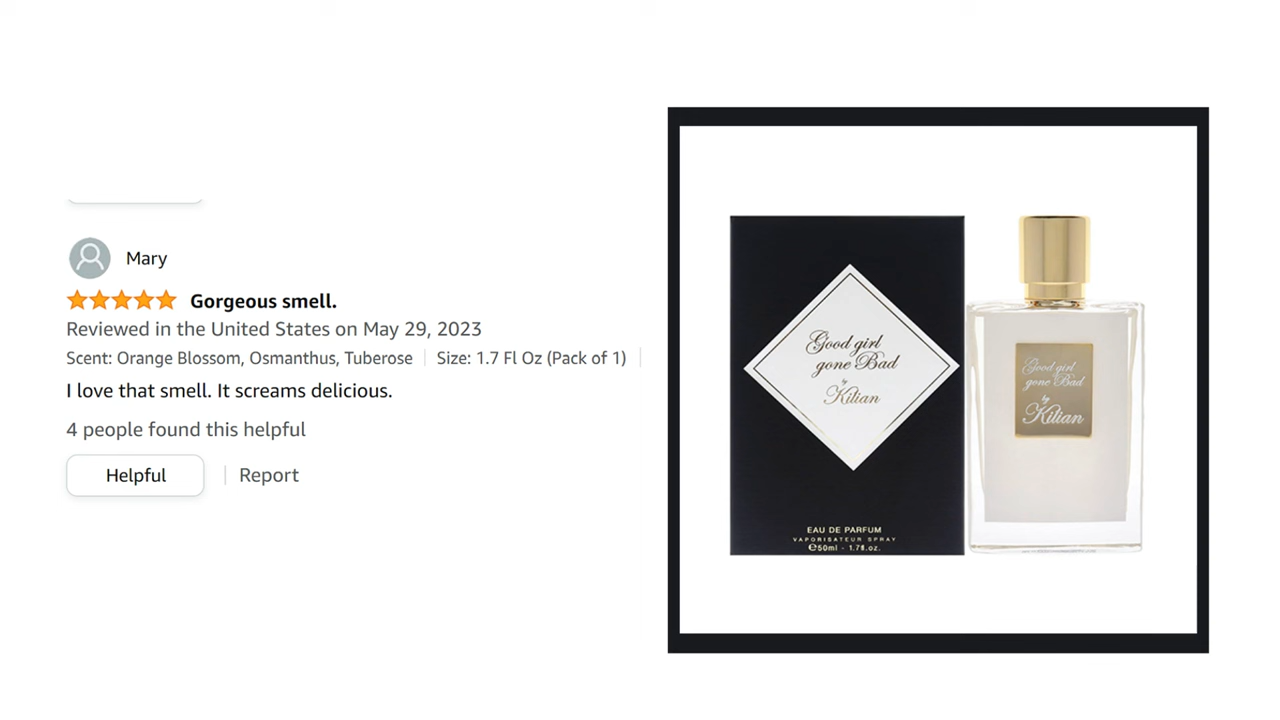 Mary
Gorgeous smell.
Reviewed in the United States on May 29, 2023
Scent: Orange Blossom, Osmanthus, Tuberose
Size: 1.7 Fl Oz (Pack of 1)
I love that smell. It screams delicious.
4 people found this helpful
Helpful
Report
Good girl
gone Bad
by
Kilian
EAU DE PARFUM
VAPORISATEUR SPRAY
℮50ml - 1.7fl.oz.
Good girl
gone Bad
by
Kilian